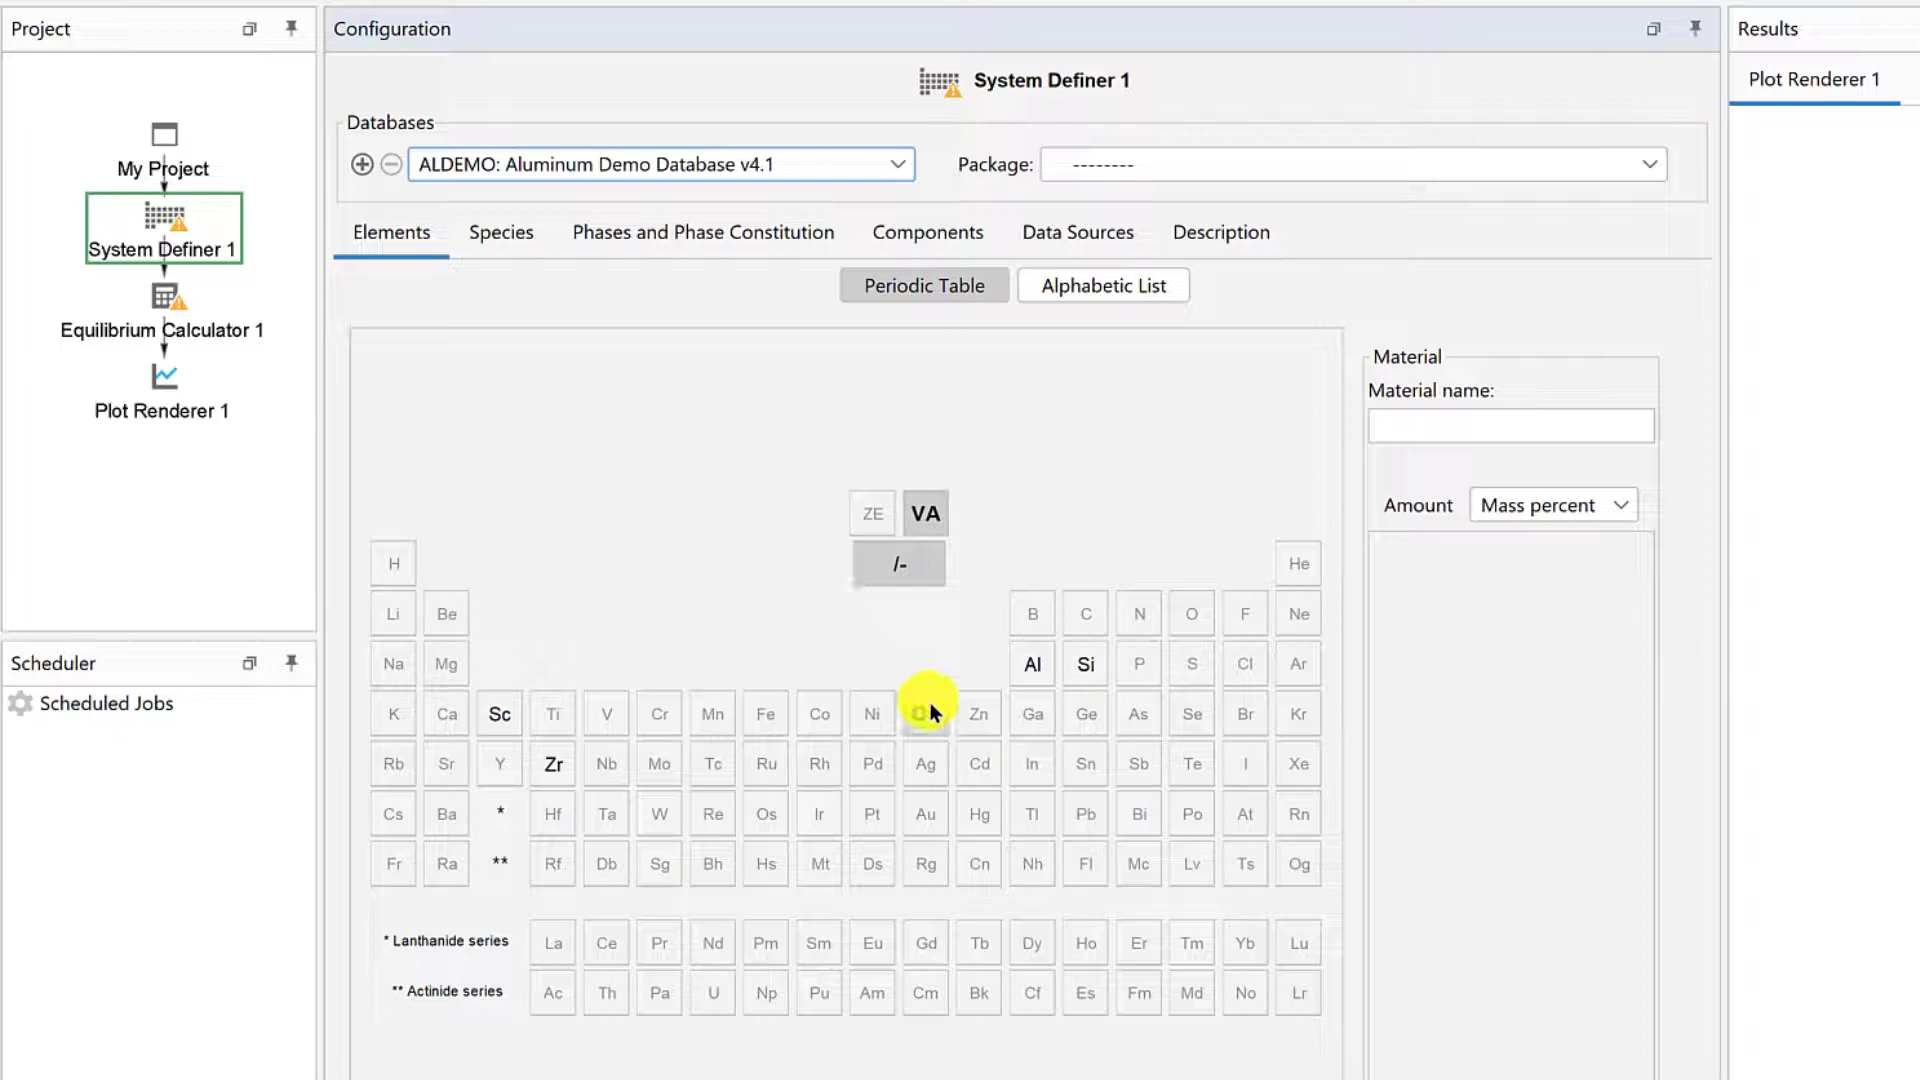 Project
My Project
System Definer 1
Equilibrium Calculator 1
Plot Renderer 1
Scheduler
Scheduled Jobs
Configuration
System Definer 1
Databases
ALDEMO: Aluminum Demo Database v4.1
Package: --------
Elements Species Phases and Phase Constitution Components Data Sources Description
Periodic Table Alphabetic List
ZE VA
/-
H He
Li Be B C N O F Ne
Na Mg Al Si P S Cl Ar
K Ca Sc Ti V Cr Mn Fe Co Ni Zn Ga Ge As Se Br Kr
Rb Sr Y Zr Nb Mo Tc Ru Rh Pd Ag Cd In Sn Sb Te I Xe
Cs Ba * Hf Ta W Re Os Ir Pt Au Hg Tl Pb Bi Po At Rn
Fr Ra ** Rf Db Sg Bh Hs Mt Ds Rg Cn Nh Fl Mc Lv Ts Og
* Lanthanide series La Ce Pr Nd Pm Sm Eu Gd Tb Dy Ho Er Tm Yb Lu
** Actinide series Ac Th Pa U Np Pu Am Cm Bk Cf Es Fm Md No Lr
Material
Material name:
Amount Mass percent
Results
Plot Renderer 1